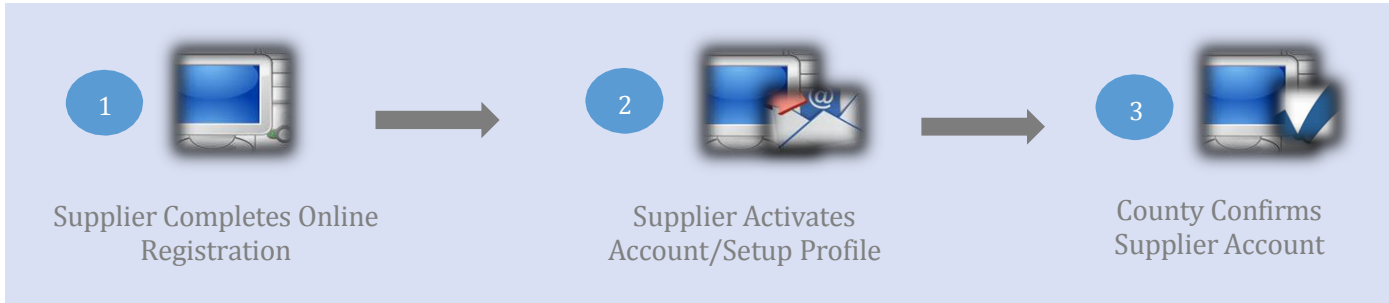 1
Supplier Completes Online
Registration
2
@
Supplier Activates
Account/Setup Profile
3
County Confirms
Supplier Account